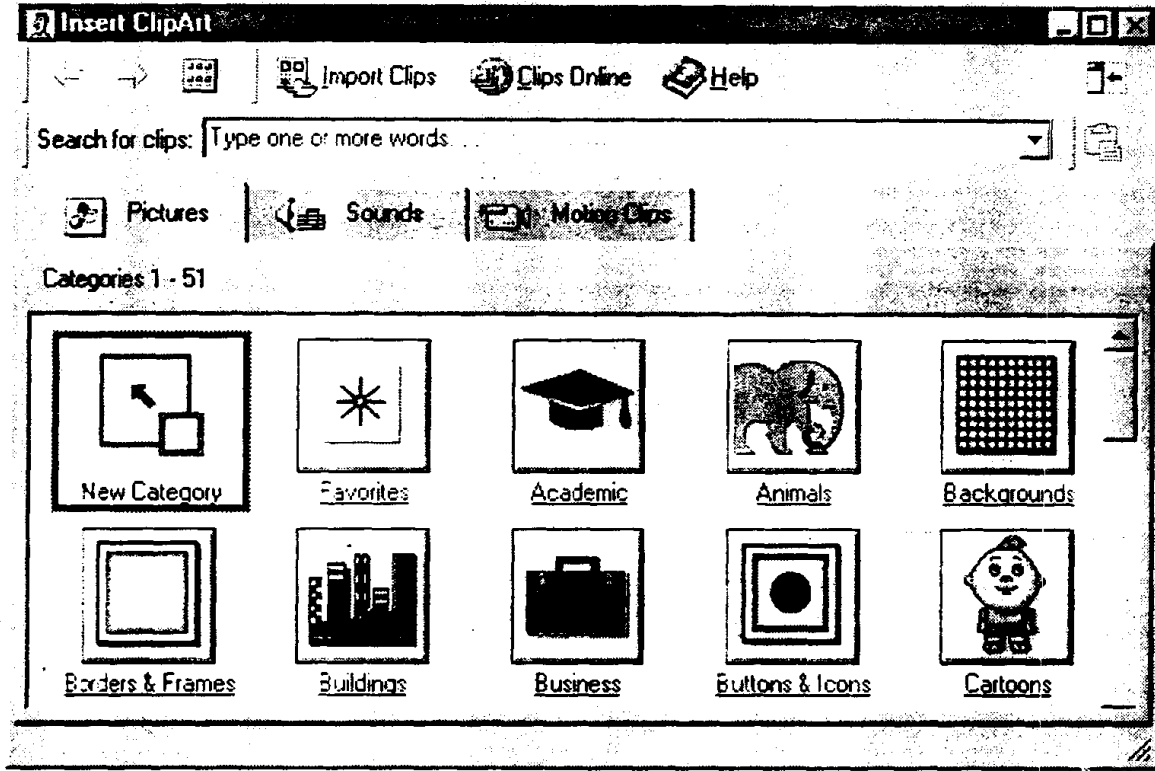 Insert ClipArt
Import Clips Clips Online Help
Search for clips: Type one or more words. . .
Pictures Sounds Motion Clips
Categories 1 - 51
New Category Favorites Academic Animals Backgrounds
Borders & Frames Buildings Business Buttons & Icons Cartoons